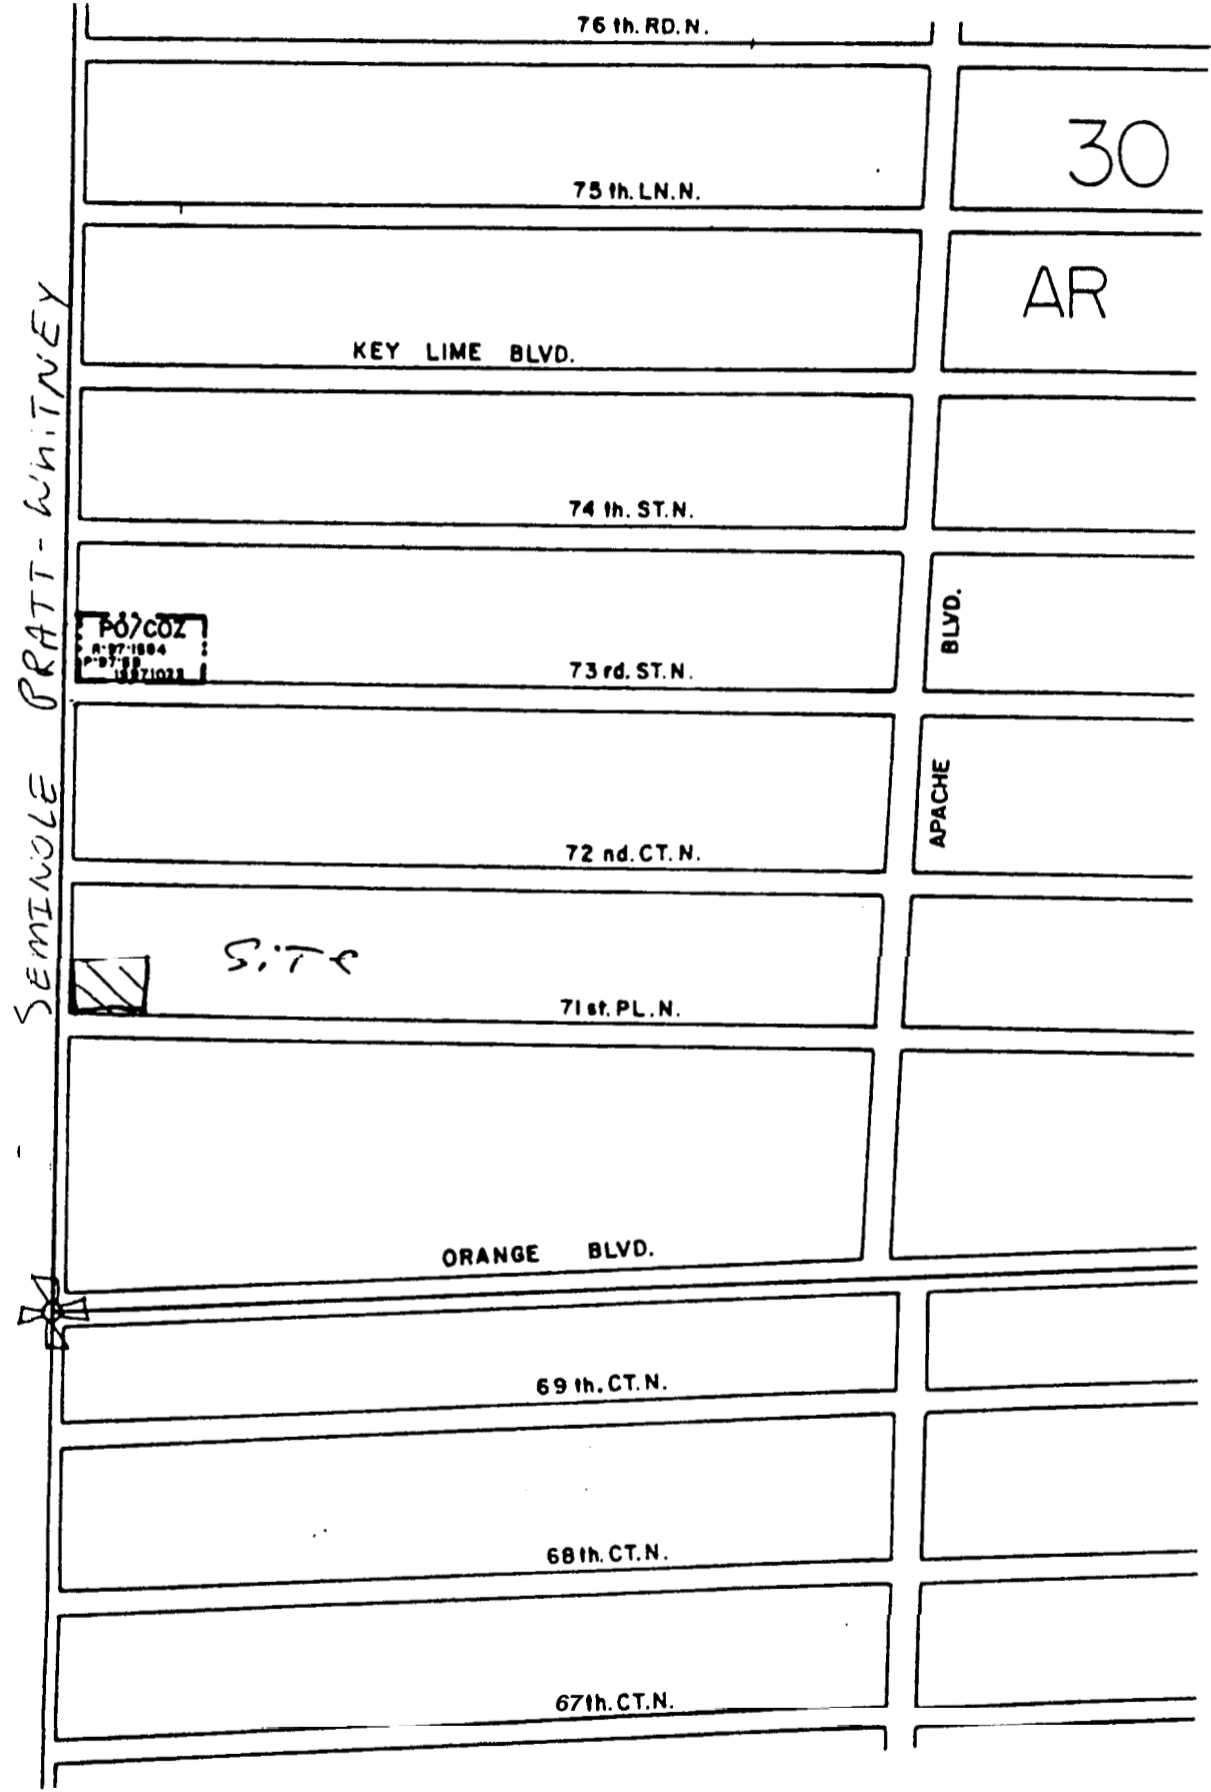 76 th. RD. N.
30
75 th. LN. N.
AR
KEY LIME BLVD.
SEMINOLE PRATT-WHITNEY
74 th. ST. N.
BLVD.
PO/COZ
73 rd. ST. N.
APACHE
72 nd. CT. N.
SiTe
71 st. PL. N.
ORANGE BLVD.
69 th. CT. N.
68 th. CT. N.
67th. CT. N.